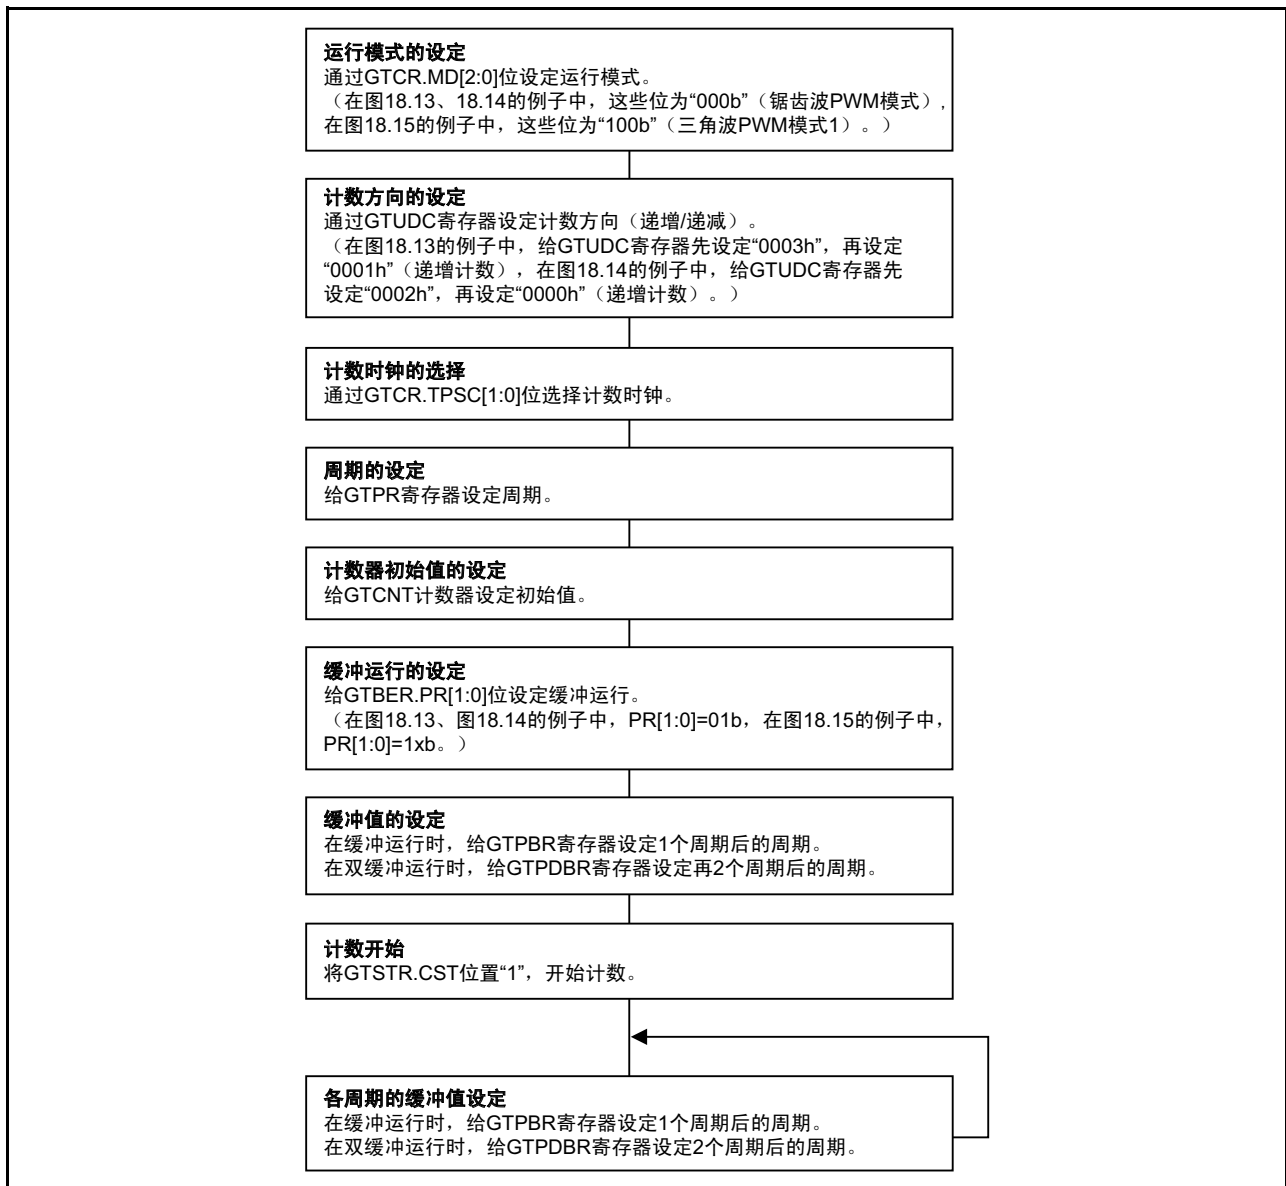 运行模式的设定
通过GTCR.MD[2:0]位设定运行模式。
（在图18.13、18.14的例子中，这些位为“000b”（锯齿波PWM模式），
在图18.15的例子中，这些位为“100b”（三角波PWM模式1）。）
计数方向的设定
通过GTUDC寄存器设定计数方向（递增/递减）。
（在图18.13的例子中，给GTUDC寄存器先设定“0003h”，再设定
“0001h”（递增计数），在图18.14的例子中，给GTUDC寄存器先
设定“0002h”，再设定“0000h”（递增计数）。）
计数时钟的选择
通过GTCR.TPSC[1:0]位选择计数时钟。
周期的设定
给GTPR寄存器设定周期。
计数器初始值的设定
给GTCNT计数器设定初始值。
缓冲运行的设定
给GTBER.PR[1:0]位设定缓冲运行。
（在图18.13、图18.14的例子中，PR[1:0]=01b，在图18.15的例子中，
PR[1:0]=1xb。）
缓冲值的设定
在缓冲运行时，给GTPBR寄存器设定1个周期后的周期。
在双缓冲运行时，给GTPDBR寄存器设定再2个周期后的周期。
计数开始
将GTSTR.CST位置“1”，开始计数。
各周期的缓冲值设定
在缓冲运行时，给GTPBR寄存器设定1个周期后的周期。
在双缓冲运行时，给GTPDBR寄存器设定2个周期后的周期。